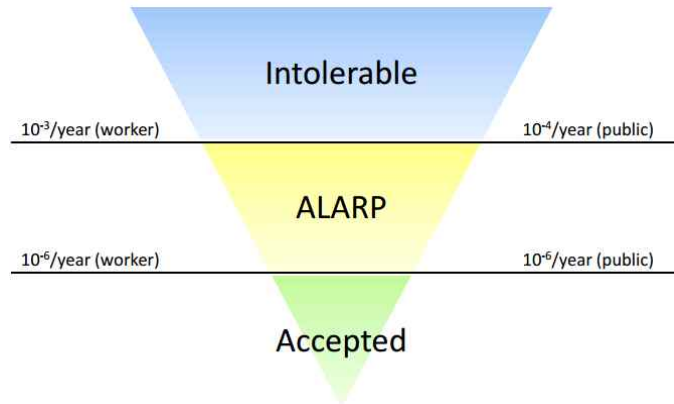 Intolerable
10⁻³/year (worker) 10⁻⁴/year (public)
ALARP
10⁻⁶/year (worker) 10⁻⁶/year (public)
Accepted